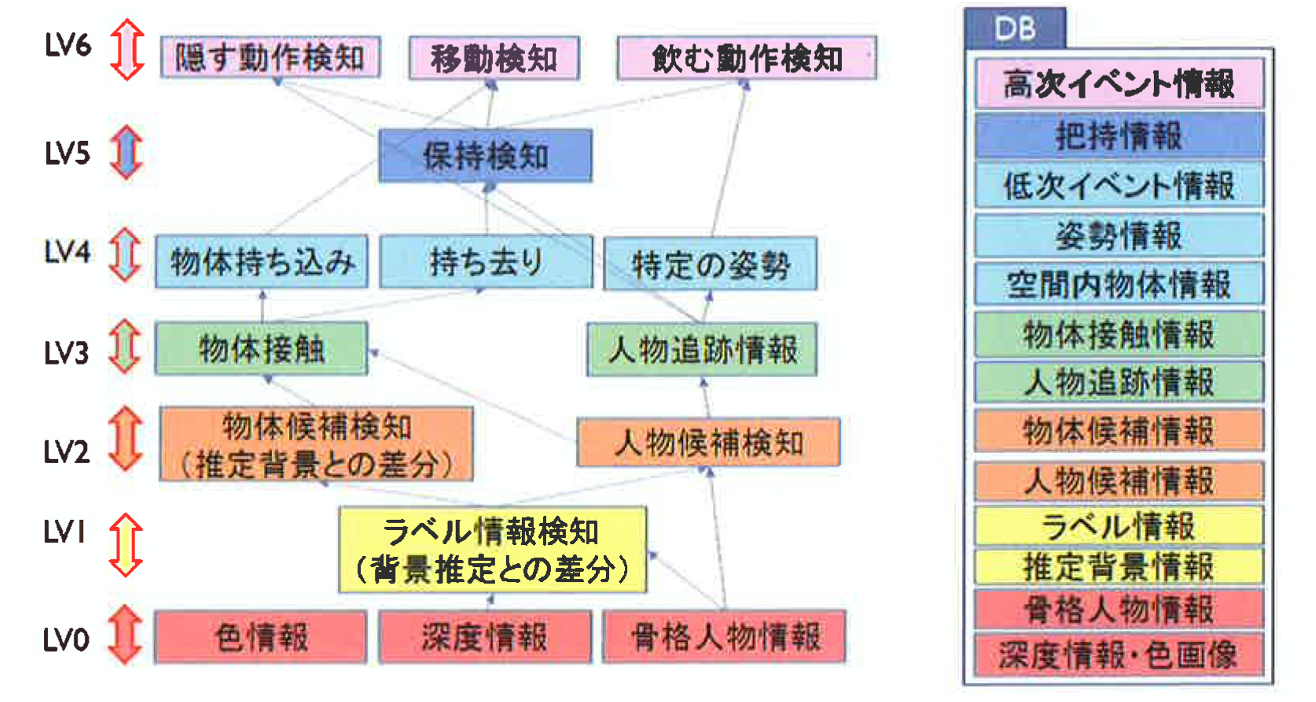 LV6
隠す動作検知
移動検知
飲む動作検知
LV5
保持検知
LV4
物体持ち込み
持ち去り
特定の姿勢
LV3
物体接触
人物追跡情報
LV2
物体候補検知
（推定背景との差分）
人物候補検知
LV1
ラベル情報検知
（背景推定との差分）
LV0
色情報
深度情報
骨格人物情報
DB
高次イベント情報
把持情報
低次イベント情報
姿勢情報
空間内物体情報
物体接触情報
人物追跡情報
物体候補情報
人物候補情報
ラベル情報
推定背景情報
骨格人物情報
深度情報・色画像